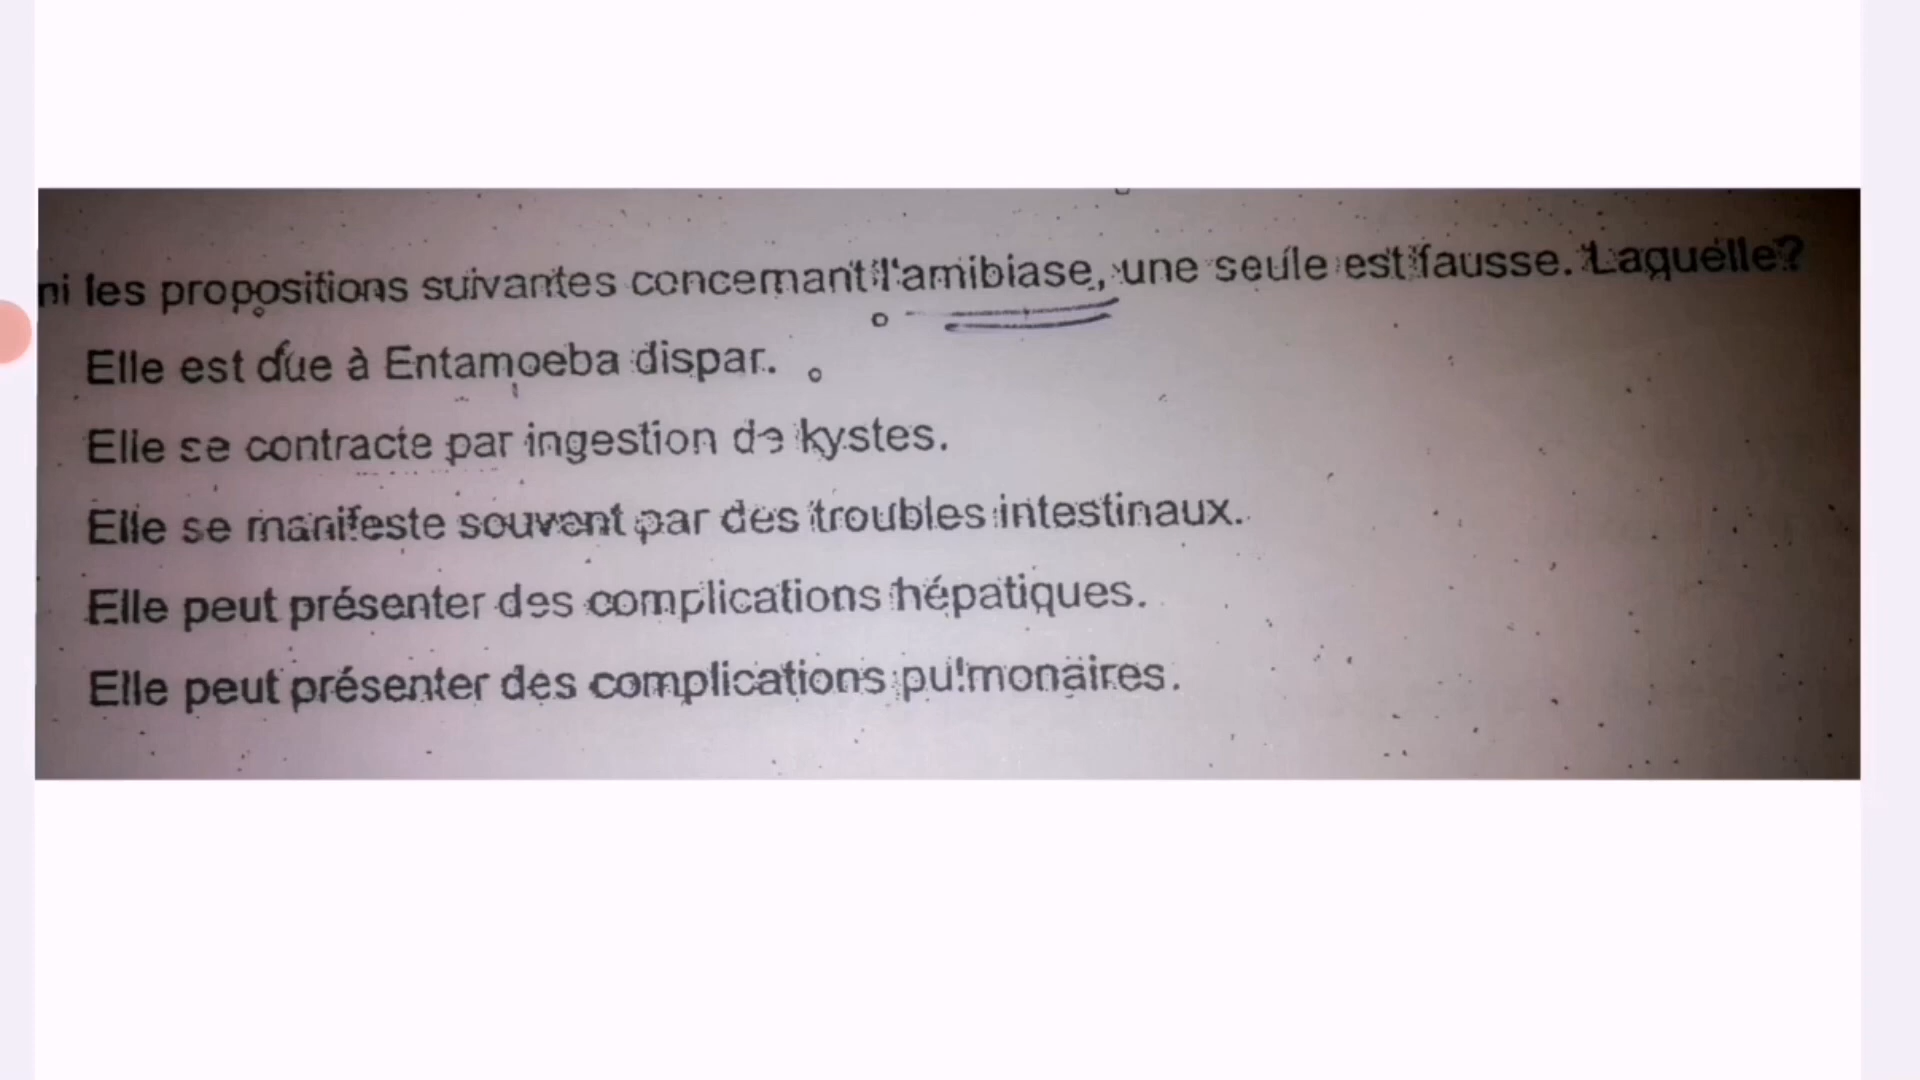 ni les propositions suivantes concernant l'amibiase, une seule est fausse. Laquelle?
Elle est due à Entamoeba dispar.
Elle se contracte par ingestion de kystes.
Elle se manifeste souvent par des troubles intestinaux.
Elle peut présenter des complications hépatiques.
Elle peut présenter des complications pulmonaires.